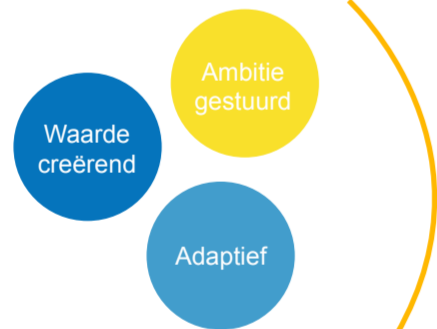 Ambitie
gestuurd
Waarde
creërend
Adaptief